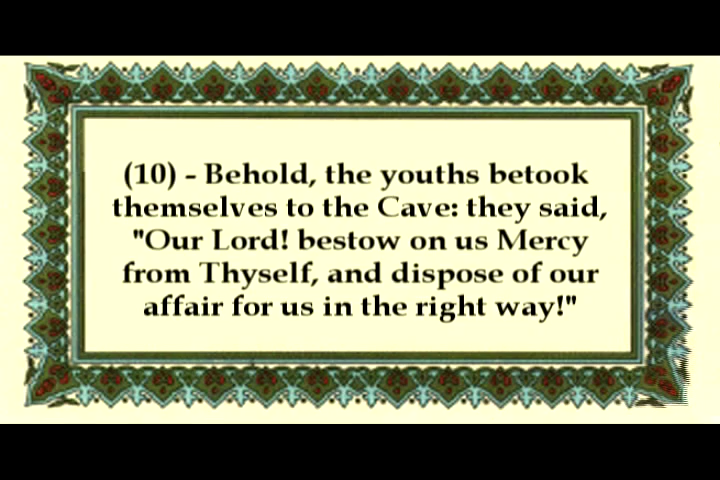 (10) - Behold, the youths betook
themselves to the Cave: they said,
"Our Lord! bestow on us Mercy
from Thyself, and dispose of our
affair for us in the right way!"